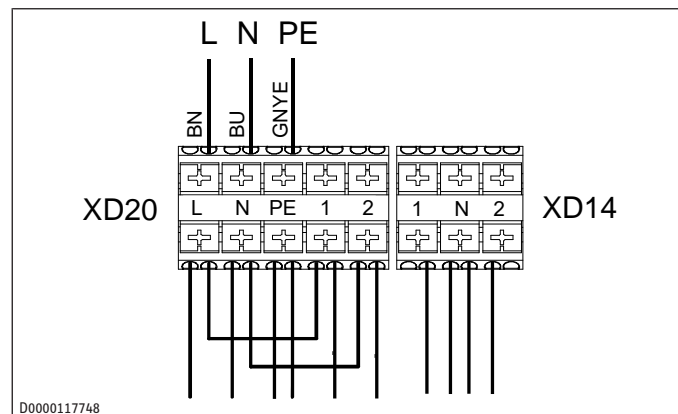 L N PE
BN BU GNYE
XD20 L N PE 1 2 1 N 2 XD14
D0000117748